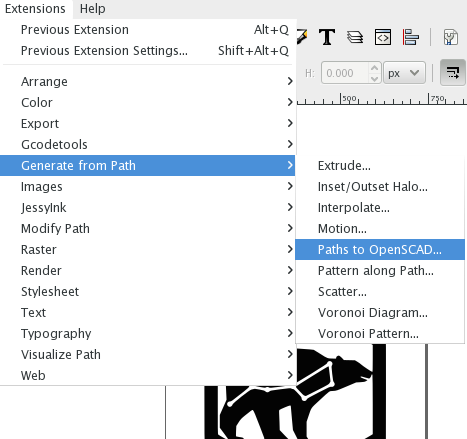 Extensions Help
Previous Extension Alt+Q
Previous Extension Settings... Shift+Alt+Q
H: 0.000 px
500 750
Arrange
Color
Export
Gcodetools
Generate from Path
Images
JessyInk
Modify Path
Raster
Render
Stylesheet
Text
Typography
Visualize Path
Web
Extrude...
Inset/Outset Halo...
Interpolate...
Motion...
Paths to OpenSCAD...
Pattern along Path...
Scatter...
Voronoi Diagram...
Voronoi Pattern...